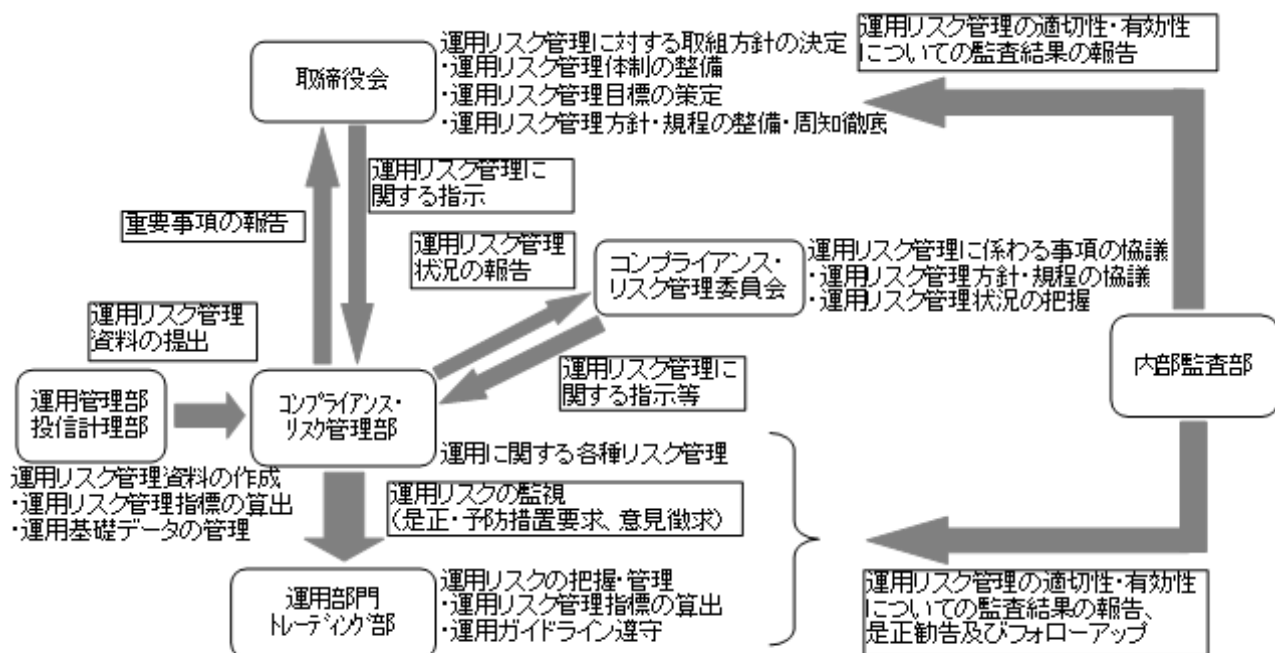 取締役会
運用リスク管理に対する取組方針の決定
・運用リスク管理体制の整備
・運用リスク管理目標の策定
・運用リスク管理方針・規程の整備・周知徹底
運用リスク管理の適切性・有効性
についての監査結果の報告
運用リスク管理に
関する指示
重要事項の報告
運用リスク管理
状況の報告
コンプライアンス・
リスク管理委員会
運用リスク管理に係わる事項の協議
・運用リスク管理方針・規程の協議
・運用リスク管理状況の把握
運用リスク管理
資料の提出
内部監査部
運用リスク管理に
関する指示等
運用管理部
投信計理部
コンプライアンス・
リスク管理部
運用に関する各種リスク管理
運用リスク管理資料の作成
・運用リスク管理指標の算出
・運用基礎データの管理
運用リスクの監視
（是正・予防措置要求、意見徴求）
運用部門
トレーディング部
運用リスクの把握・管理
・運用リスク管理指標の算出
・運用ガイドライン遵守
運用リスク管理の適切性・有効性
についての監査結果の報告、
是正勧告及びフォローアップ